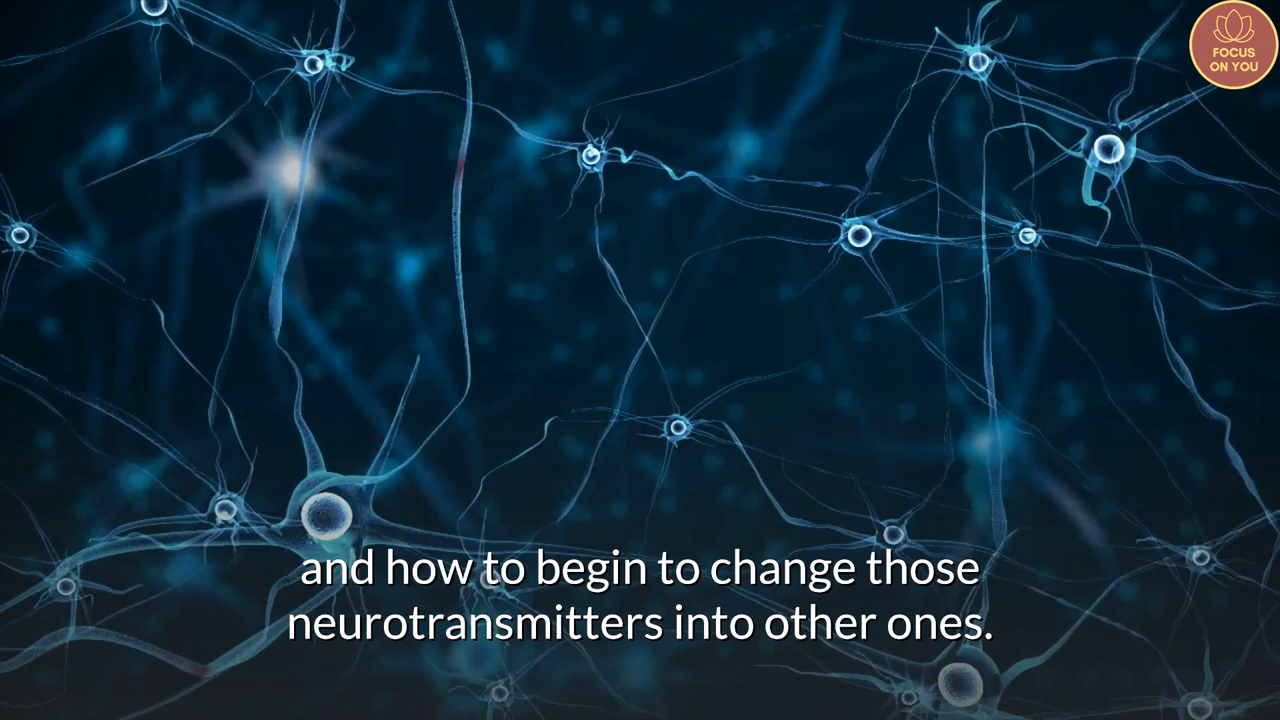 FOCUS
ON YOU
and how to begin to change those
neurotransmitters into other ones.